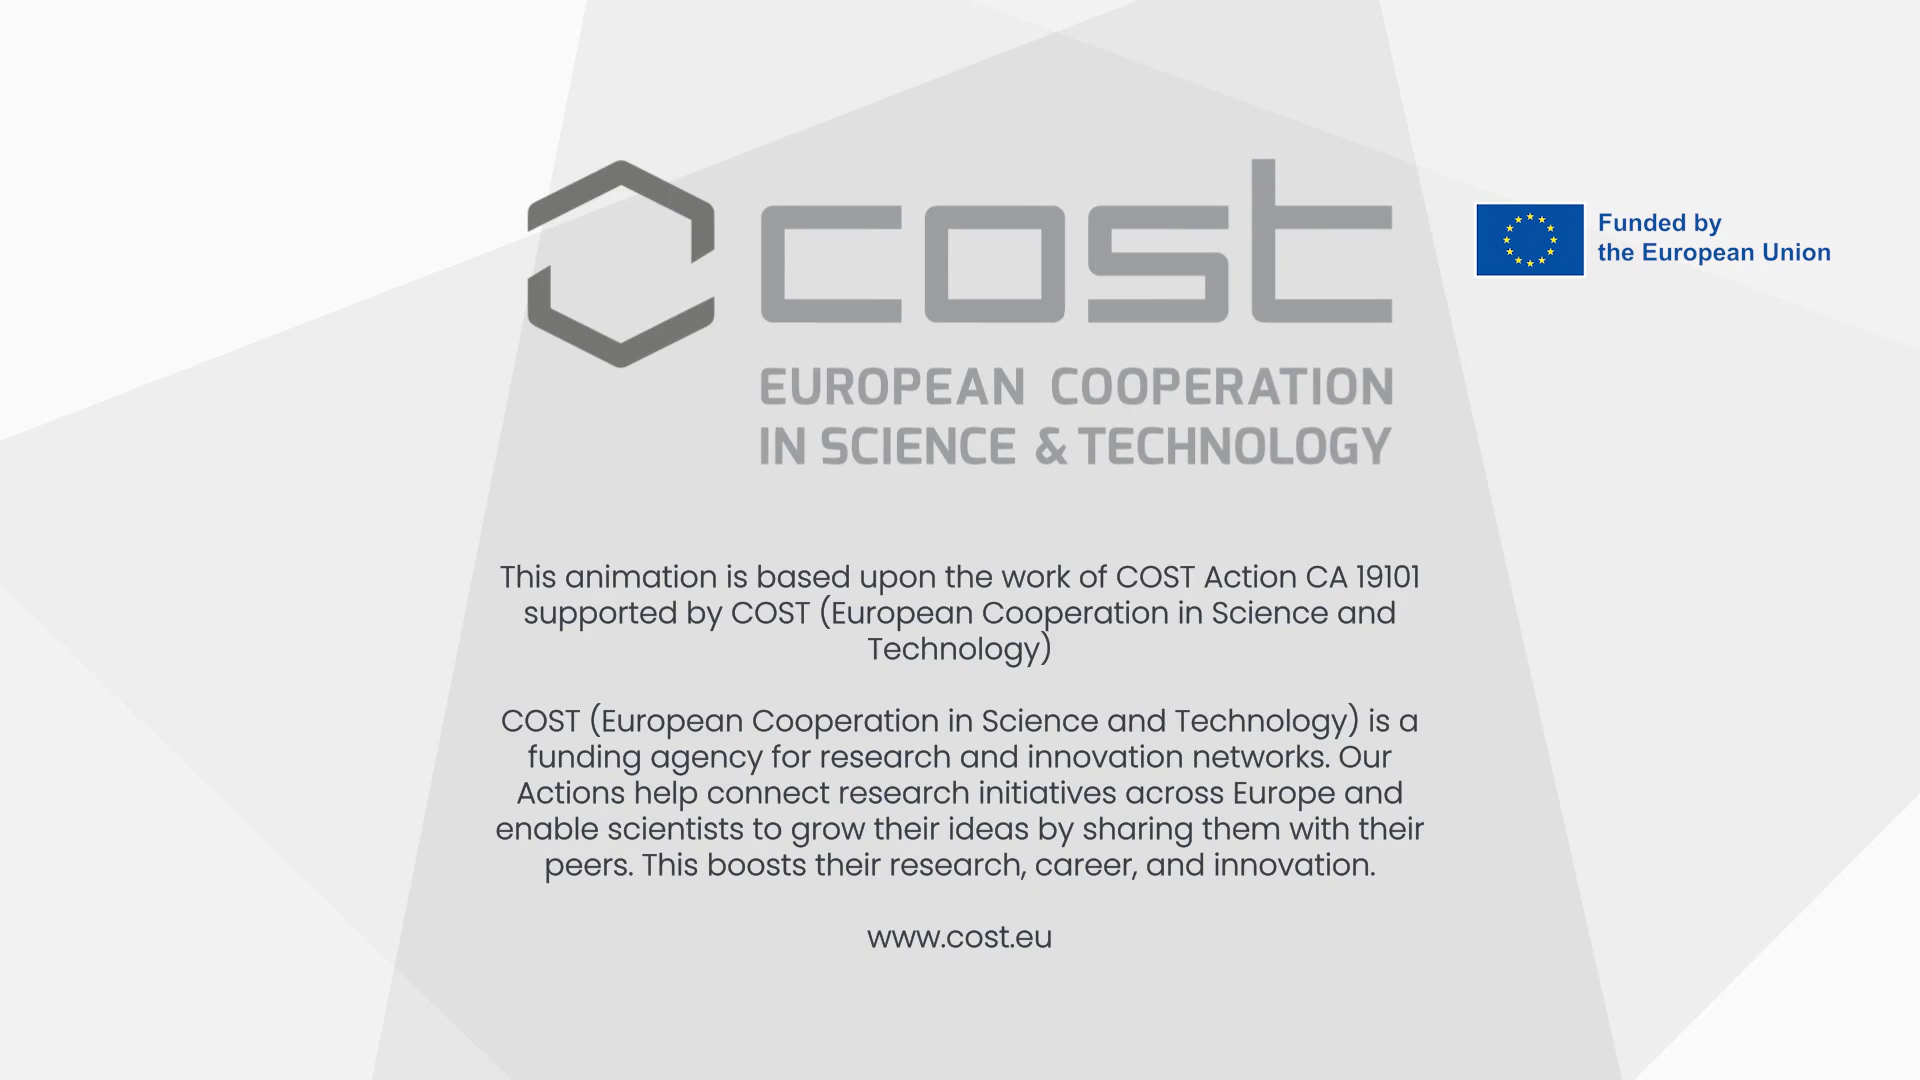 cost
EUROPEAN COOPERATION
IN SCIENCE & TECHNOLOGY
Funded by
the European Union
This animation is based upon the work of COST Action CA 19101
supported by COST (European Cooperation in Science and
Technology)
COST (European Cooperation in Science and Technology) is a
funding agency for research and innovation networks. Our
Actions help connect research initiatives across Europe and
enable scientists to grow their ideas by sharing them with their
peers. This boosts their research, career, and innovation.
www.cost.eu